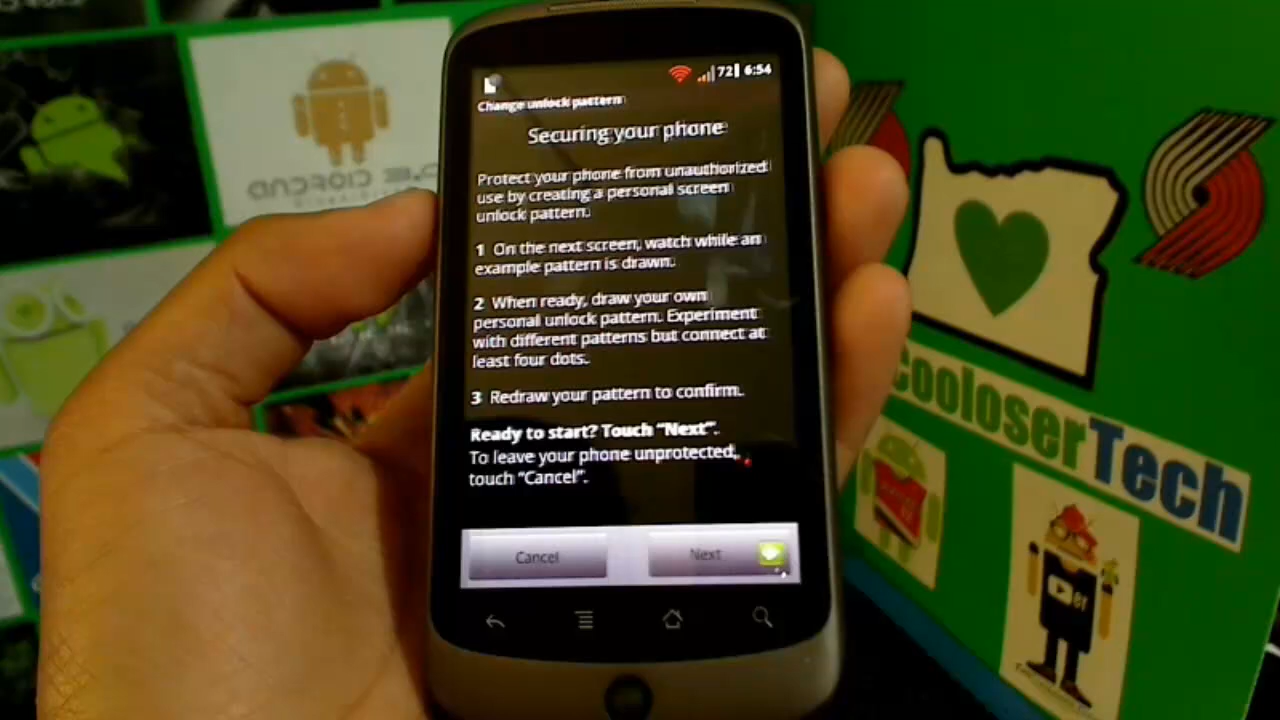 72 6:54
Change unlock pattern
Securing your phone
Protect your phone from unauthorized
use by creating a personal screen
unlock pattern.
1 On the next screen, watch while an
example pattern is drawn.
2 When ready, draw your own
personal unlock pattern. Experiment
with different patterns but connect at
least four dots.
3 Redraw your pattern to confirm.
Ready to start? Touch “Next”.
To leave your phone unprotected,
touch “Cancel”.
Cancel Next
ANDROID 3.0
cooloserTech